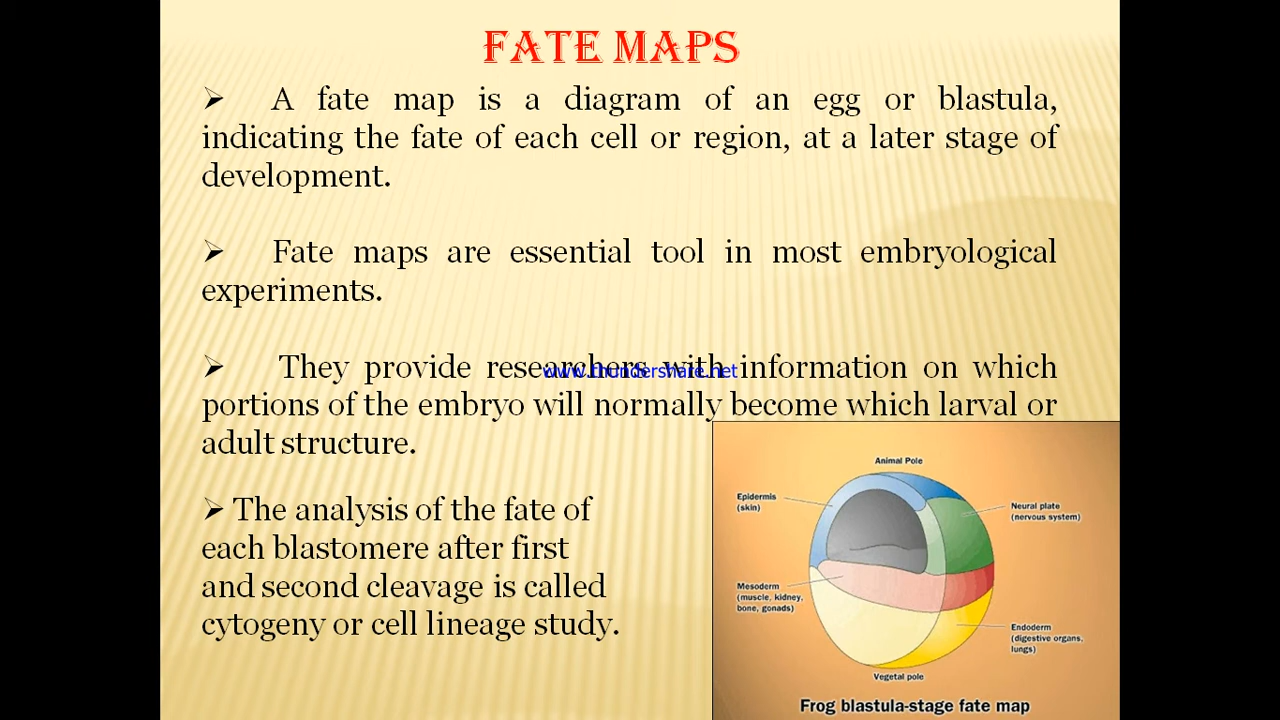 FATE MAPS
➢ A fate map is a diagram of an egg or blastula,
indicating the fate of each cell or region, at a later stage of
development.
➢ Fate maps are essential tool in most embryological
experiments.
➢ They provide researchers with information on which
www.thundershare.net
portions of the embryo will normally become which larval or
adult structure.
➢ The analysis of the fate of
each blastomere after first
and second cleavage is called
cytogeny or cell lineage study.
Animal Pole
Epidermis
(skin)
Neural plate
(nervous system)
Mesoderm
(muscle, kidney,
bone, gonads)
Endoderm
(digestive organs,
lungs)
Vegetal pole
Frog blastula-stage fate map